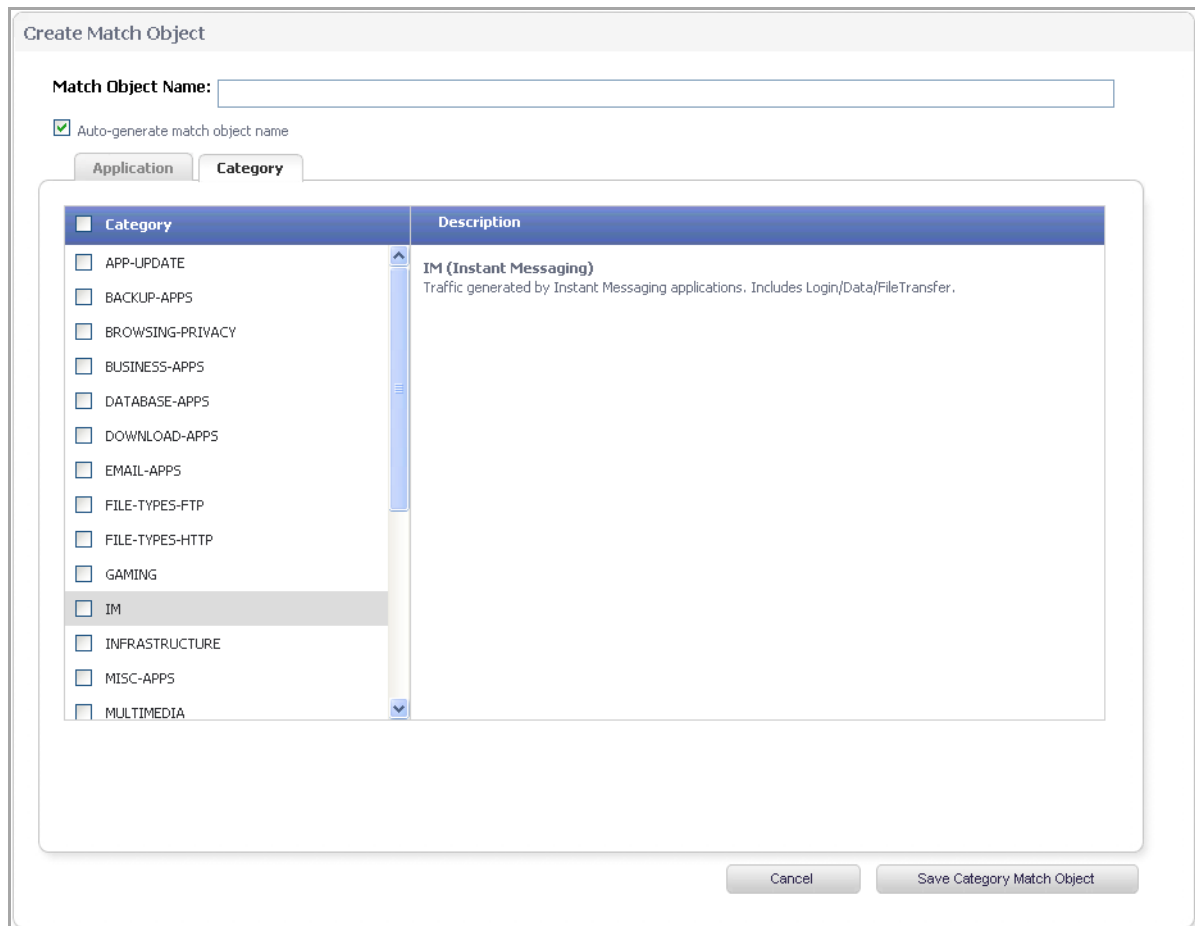 Create Match Object
Match Object Name:
Auto-generate match object name
Application
Category
Category
Description
APP-UPDATE
BACKUP-APPS
BROWSING-PRIVACY
BUSINESS-APPS
DATABASE-APPS
DOWNLOAD-APPS
EMAIL-APPS
FILE-TYPES-FTP
FILE-TYPES-HTTP
GAMING
IM
INFRASTRUCTURE
MISC-APPS
MULTIMEDIA
IM (Instant Messaging)
Traffic generated by Instant Messaging applications. Includes Login/Data/FileTransfer.
Cancel
Save Category Match Object